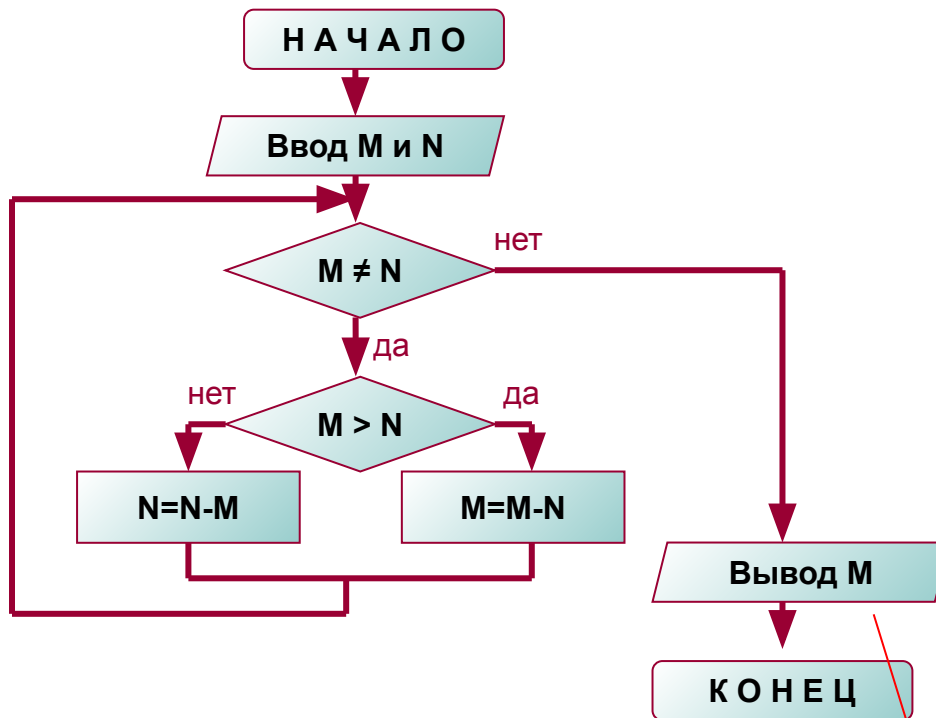 Н А Ч А Л О
Ввод M и N
нет
M ≠ N
да
нет
да
M > N
N=N-M
M=M-N
Вывод M
К О Н Е Ц